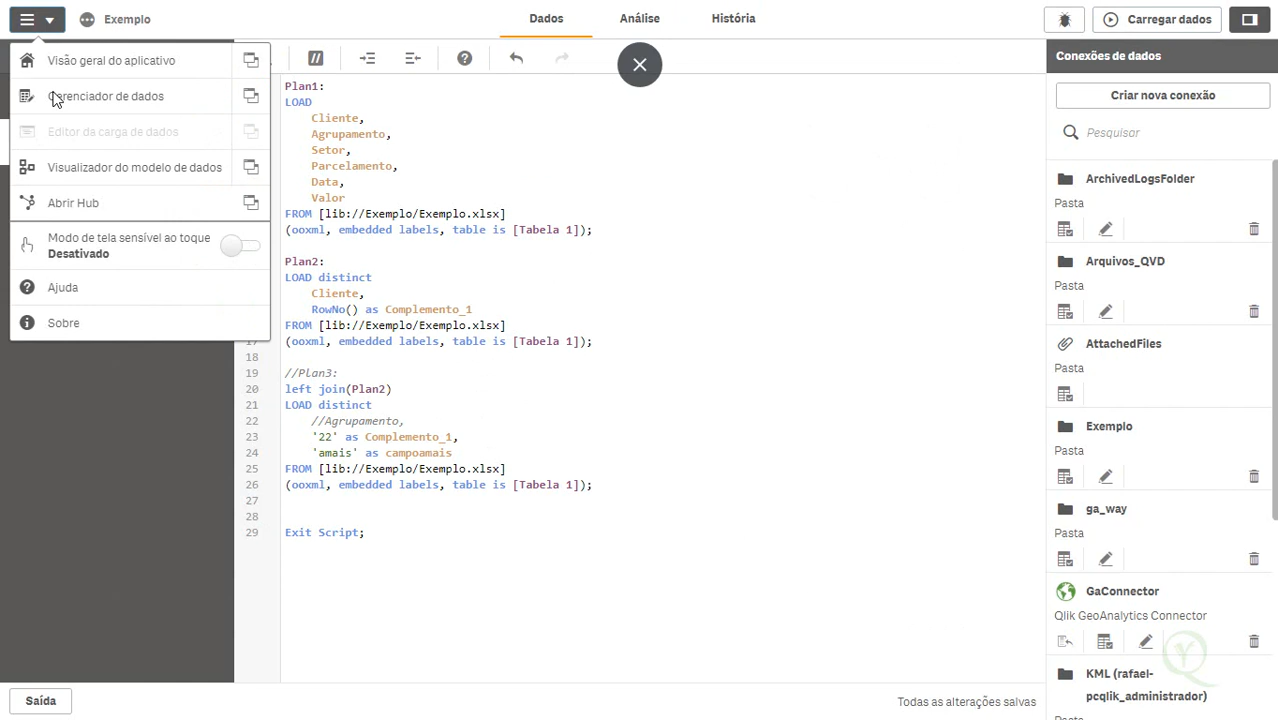 Exemplo
Dados
Análise
História
Carregar dados
Visão geral do aplicativo
Gerenciador de dados
Editor da carga de dados
Visualizador do modelo de dados
Abrir Hub
Modo de tela sensível ao toque
Desativado
Ajuda
Sobre
//
Plan1:
LOAD
Cliente,
Agrupamento,
Setor,
Parcelamento,
Data,
Valor
FROM [lib://Exemplo/Exemplo.xlsx]
(ooxml, embedded labels, table is [Tabela 1]);
Plan2:
LOAD distinct
Cliente,
RowNo() as Complemento_1
FROM [lib://Exemplo/Exemplo.xlsx]
17 (ooxml, embedded labels, table is [Tabela 1]);
18
19 //Plan3:
20 left join(Plan2)
21 LOAD distinct
22 //Agrupamento,
23 '22' as Complemento_1,
24 'amais' as campoamais
25 FROM [lib://Exemplo/Exemplo.xlsx]
26 (ooxml, embedded labels, table is [Tabela 1]);
27
28
29 Exit Script;
Conexões de dados
Criar nova conexão
Pesquisar
ArchivedLogsFolder
Pasta
Arquivos_QVD
Pasta
AttachedFiles
Pasta
Exemplo
Pasta
ga_way
Pasta
GaConnector
Qlik GeoAnalytics Connector
KML (rafael-
pcqlik_administrador)
Saída
Todas as alterações salvas